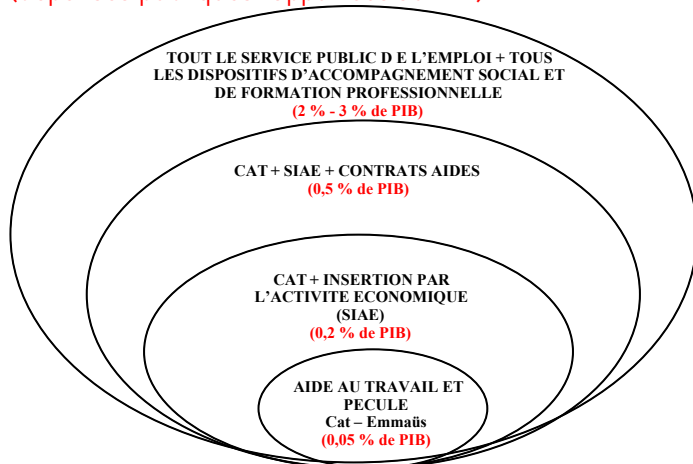 TOUT LE SERVICE PUBLIC D E L'EMPLOI + TOUS
LES DISPOSITIFS D'ACCOMPAGNEMENT SOCIAL ET
DE FORMATION PROFESSIONNELLE
(2 % - 3 % de PIB)
CAT + SIAE + CONTRATS AIDES
(0,5 % de PIB)
CAT + INSERTION PAR
L'ACTIVITE ECONOMIQUE
(SIAE)
(0,2 % de PIB)
AIDE AU TRAVAIL ET
PECULE
Cat – Emmaüs
(0,05 % de PIB)